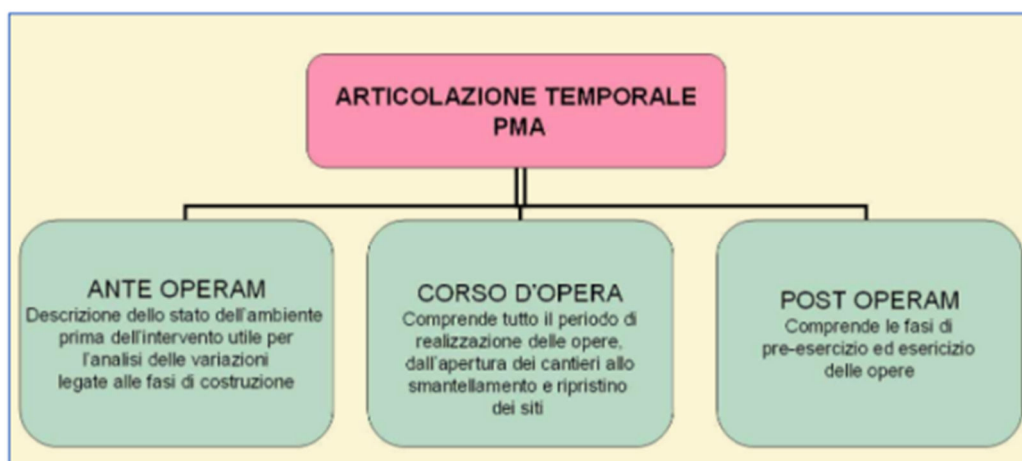 ARTICOLAZIONE TEMPORALE
PMA
ANTE OPERAM
Descrizione dello stato dell'ambiente
prima dell'intervento utile per
l'analisi delle variazioni
legate alle fasi di costruzione
CORSO D'OPERA
Comprende tutto il periodo di
realizzazione delle opere,
dall'apertura dei cantieri allo
smantellamento e ripristino
dei siti
POST OPERAM
Comprende le fasi di
pre-esercizio ed esericizio
delle opere